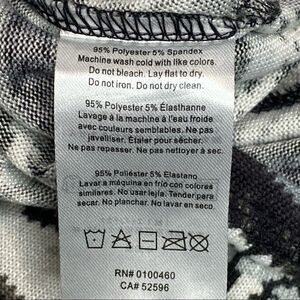 95% Polyester 5% Spandex
Machine wash cold with like colors.
Do not bleach. Lay flat to dry.
Do not iron. Do not dry clean.
95% Polyester 5% Élasthanne
Lavage à la machine à l'eau froide
avec couleurs semblables. Ne pas
javelliser. Étaler pour sécher.
Ne pas repasser. Ne pas nettoyer à sec.
95% Poliéster 5% Elastano
Lavar a máquina en frío con colores
similares. No usar lejía. Tender para
secar. No planchar. No lavar en seco.
RN# 0100460
CA# 52596